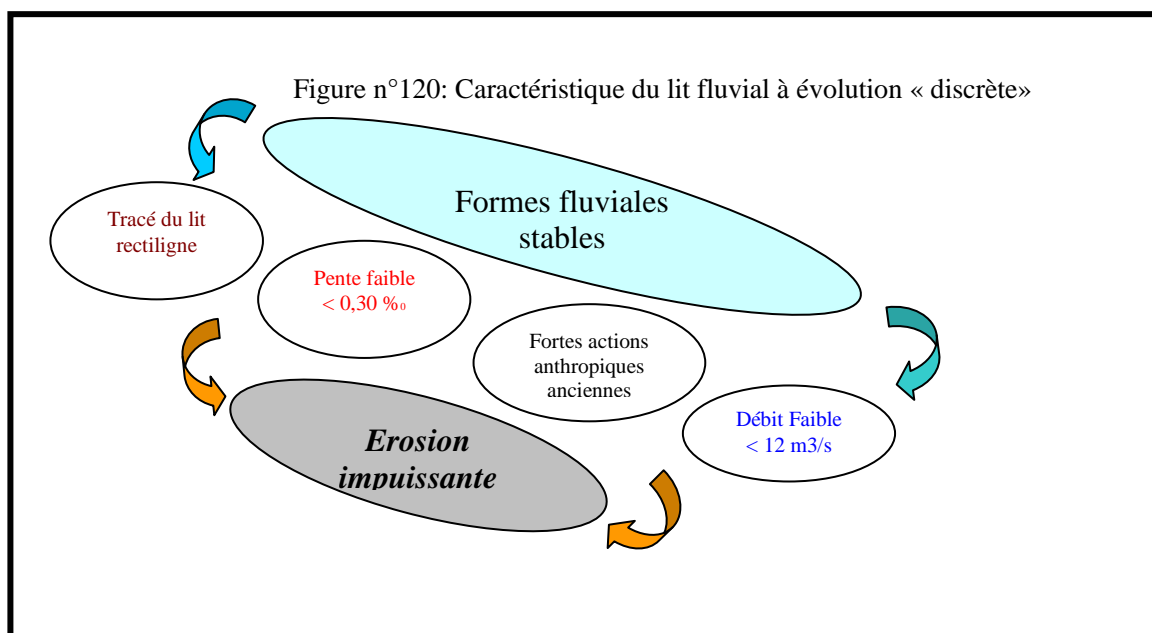 Figure n°120: Caractéristique du lit fluvial à évolution « discrète»
Formes fluviales
stables
Tracé du lit
rectiligne
Pente faible
< 0,30 %₀
Fortes actions
anthropiques
anciennes
Débit Faible
< 12 m3/s
Erosion
impuissante